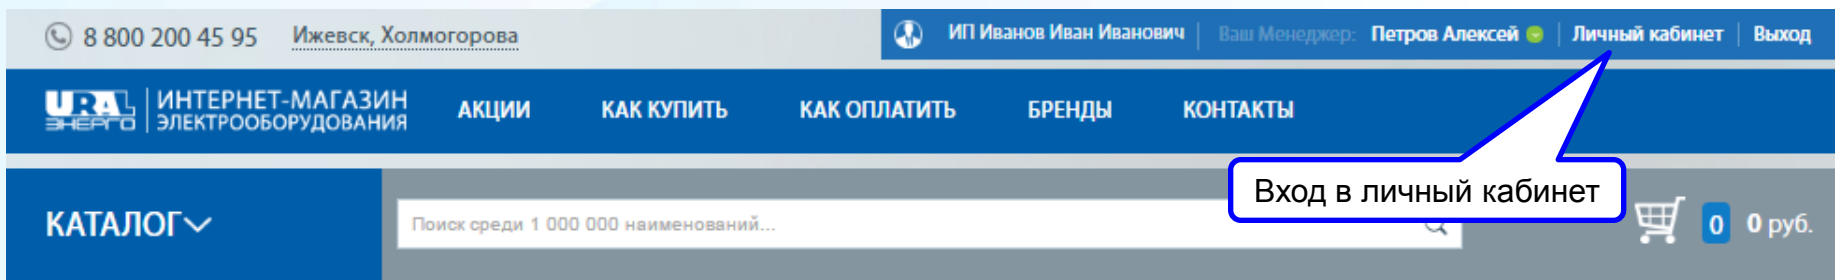 8 800 200 45 95 Ижевск, Холмогорова ИП Иванов Иван Иванович Ваш Менеджер: Петров Алексей Личный кабинет Выход
URAL ЭНЕРГО
ИНТЕРНЕТ-МАГАЗИН
ЭЛЕКТРООБОРУДОВАНИЯ
АКЦИИ КАК КУПИТЬ КАК ОПЛАТИТЬ БРЕНДЫ КОНТАКТЫ
Вход в личный кабинет
КАТАЛОГ Поиск среди 1 000 000 наименований... 0 0 руб.